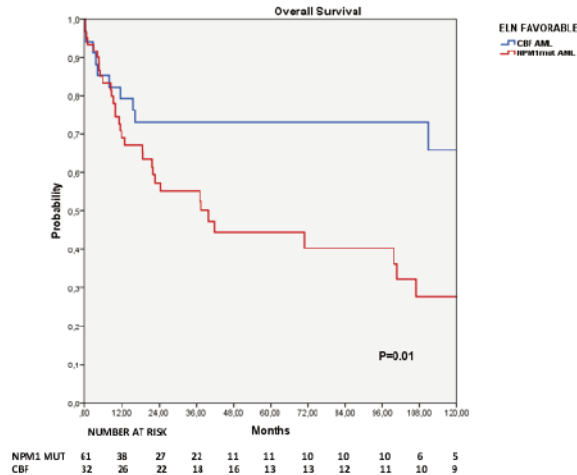 Overall Survival
ELN FAVORABLE
CBF AML
NPM1mut AML
1,0
0,9
0,8
0,7
0,6
0,5
0,4
0,3
0,2
0,1
0,0
Probability
P=0.01
,00 12,00 24,00 36,00 48,00 60,00 72,00 84,00 96,00 108,00 120,00
NUMBER AT RISK Months
NPM1 MUT 61 38 27 21 11 11 10 10 10 6 5
CBF 32 26 22 18 16 13 13 12 11 10 9